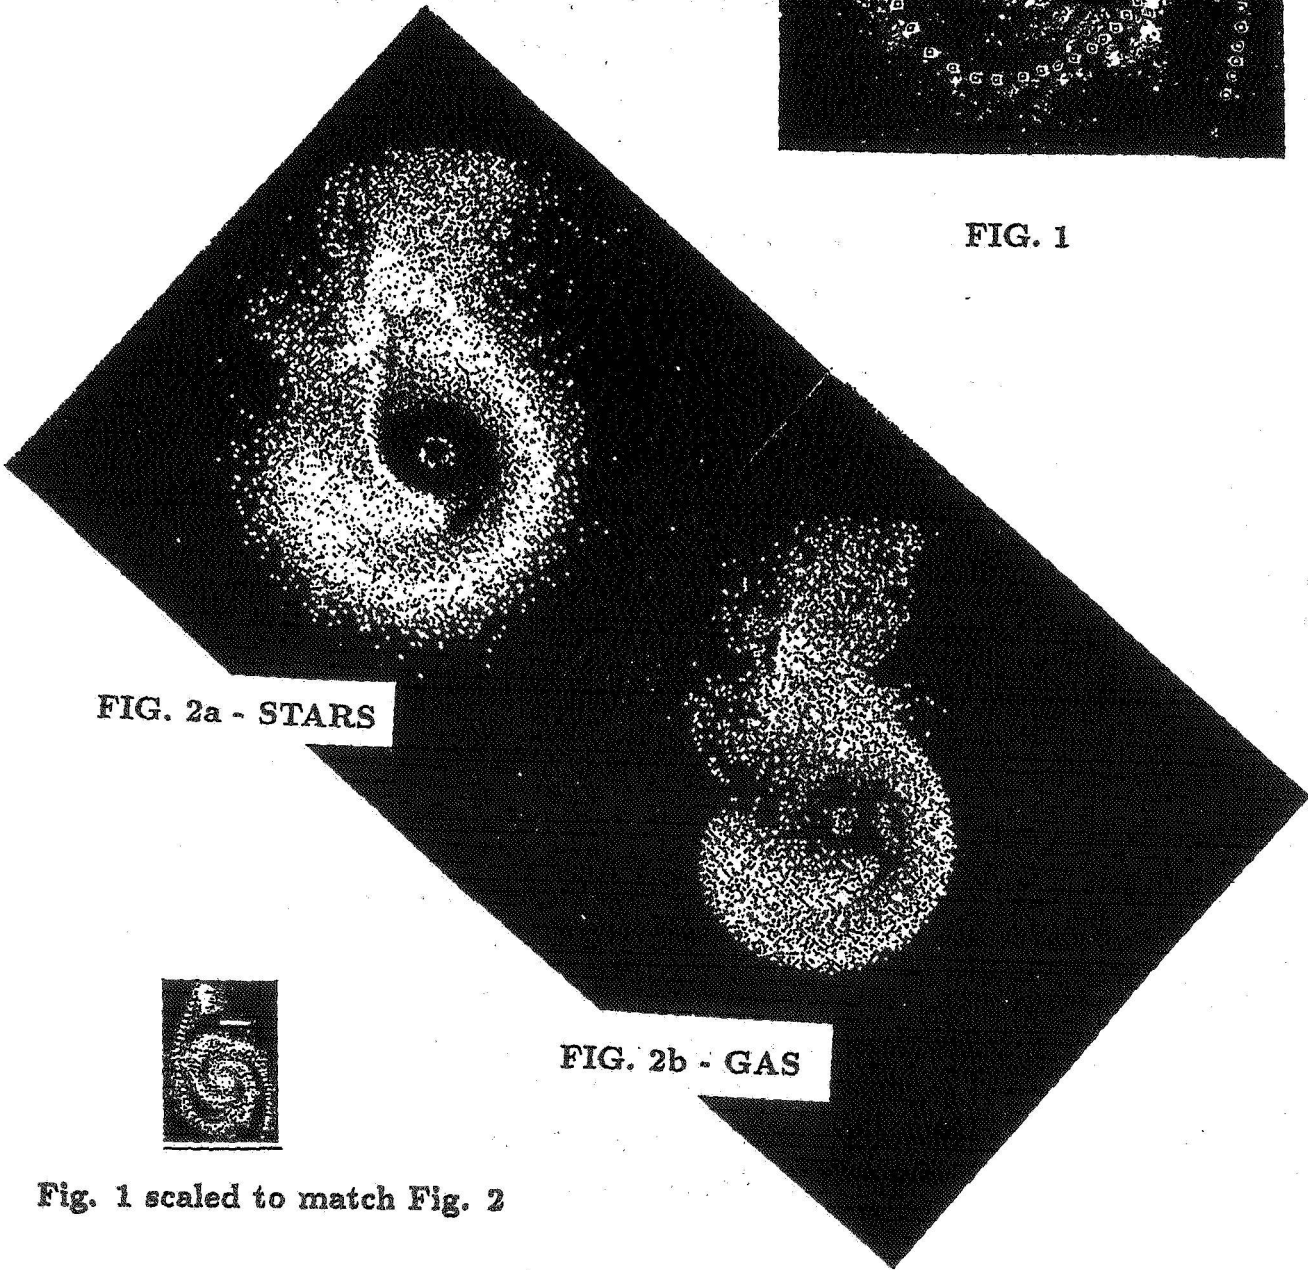 FIG. 1
FIG. 2a - STARS
FIG. 2b - GAS
Fig. 1 scaled to match Fig. 2